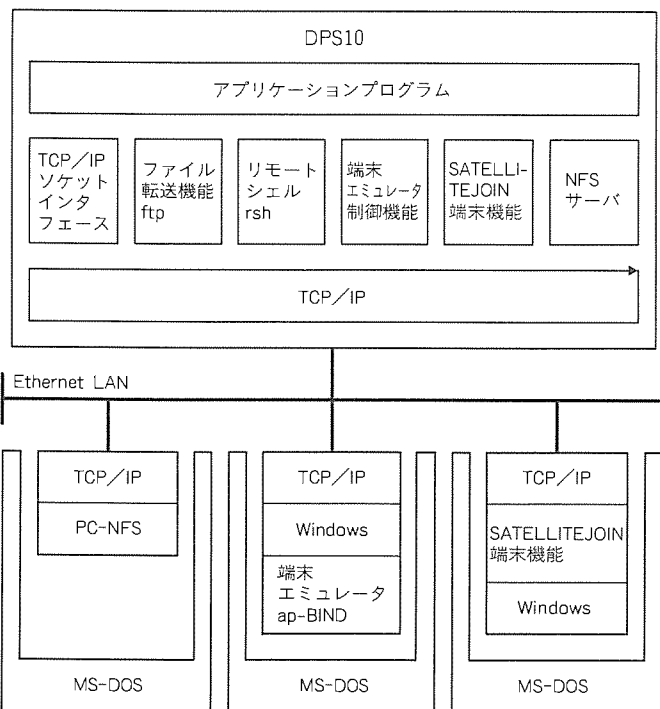 DPS10
アプリケーションプログラム
TCP／IP
ソケット
インタ
フェース
ファイル
転送機能
ftp
リモート
シェル
rsh
端末
エミュレータ
制御機能
SATELLI-
TEJOIN
端末機能
NFS
サーバ
TCP／IP
Ethernet LAN
TCP／IP
PC-NFS
MS-DOS
TCP／IP
Windows
端末
エミュレータ
ap-BIND
MS-DOS
TCP／IP
SATELLITEJOIN
端末機能
Windows
MS-DOS